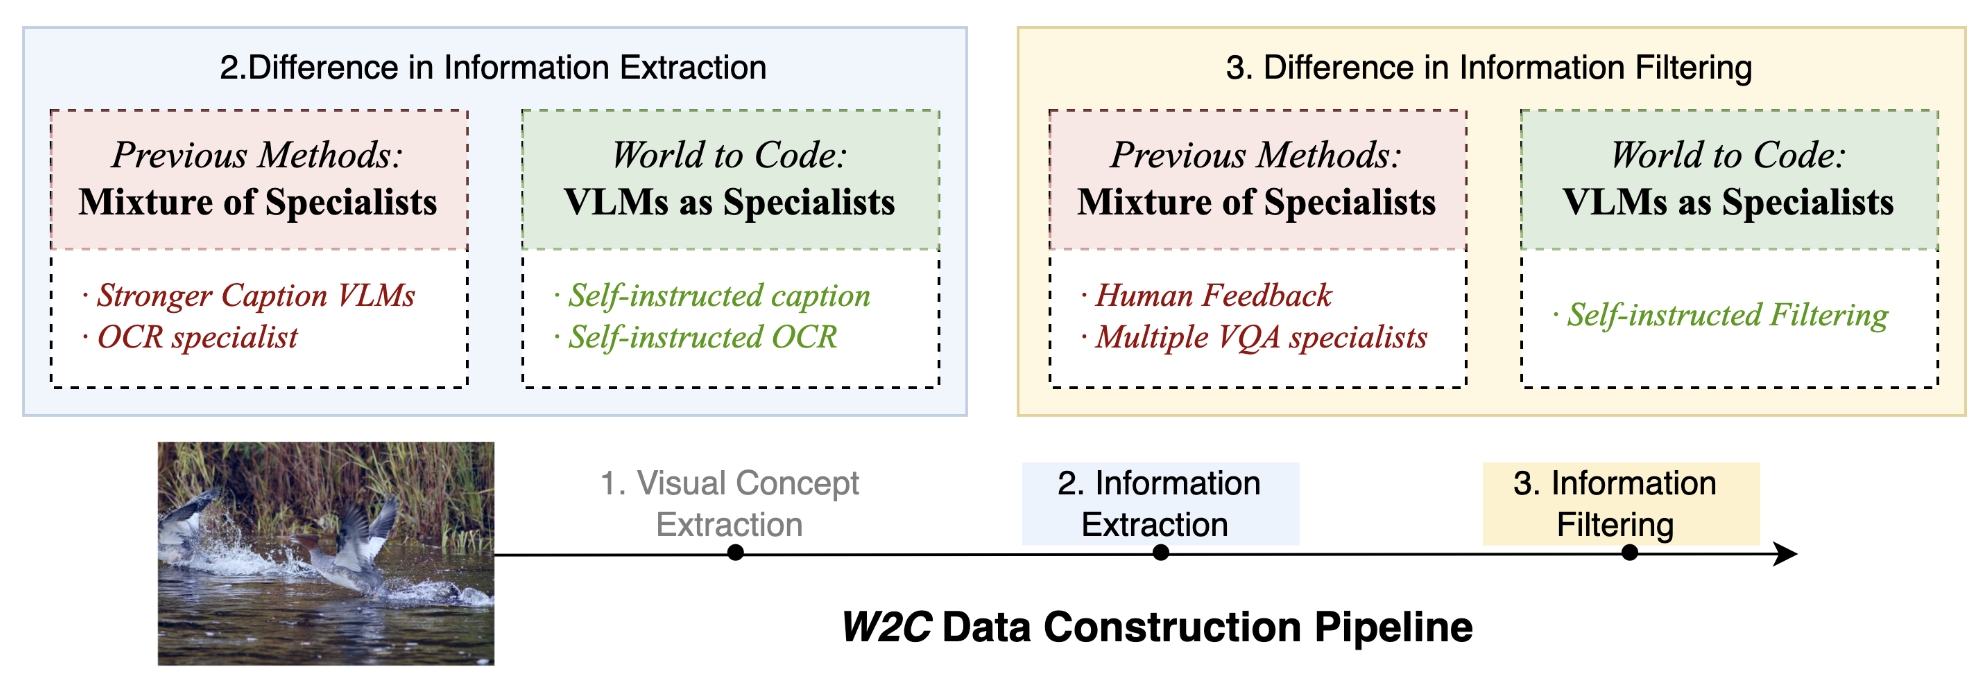 2.Difference in Information Extraction
Previous Methods:
Mixture of Specialists
· Stronger Caption VLMs
· OCR specialist
World to Code:
VLMs as Specialists
· Self-instructed caption
· Self-instructed OCR
3. Difference in Information Filtering
Previous Methods:
Mixture of Specialists
· Human Feedback
· Multiple VQA specialists
World to Code:
VLMs as Specialists
· Self-instructed Filtering
1. Visual Concept
Extraction
2. Information
Extraction
3. Information
Filtering
W2C Data Construction Pipeline